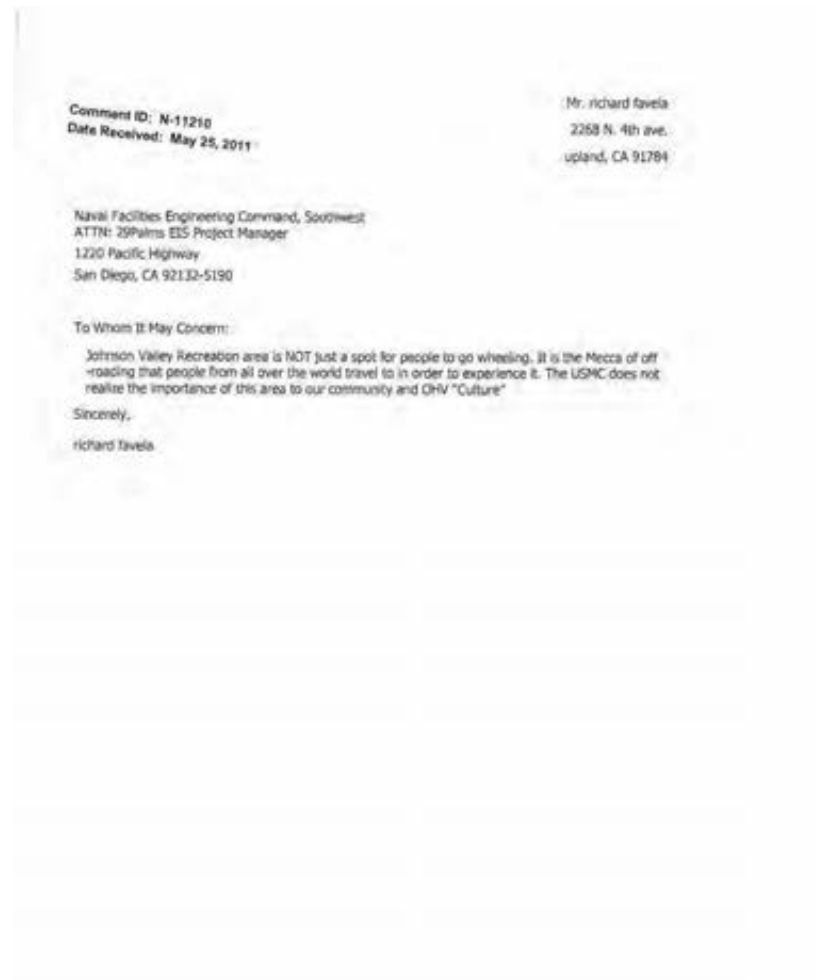 Comment ID: N-11210
Date Received: May 25, 2011
Mr. richard favela
2268 N. 4th ave.
upland, CA 91784
Naval Facilities Engineering Command, Southwest
ATTN: 29Palms EIS Project Manager
1220 Pacific Highway
San Diego, CA 92132-5190
To Whom It May Concern:
Johnson Valley Recreation area is NOT just a spot for people to go wheeling. It is the Mecca of off
-roading that people from all over the world travel to in order to experience it. The USMC does not
realize the importance of this area to our community and OHV "Culture"
Sincerely,
richard favela